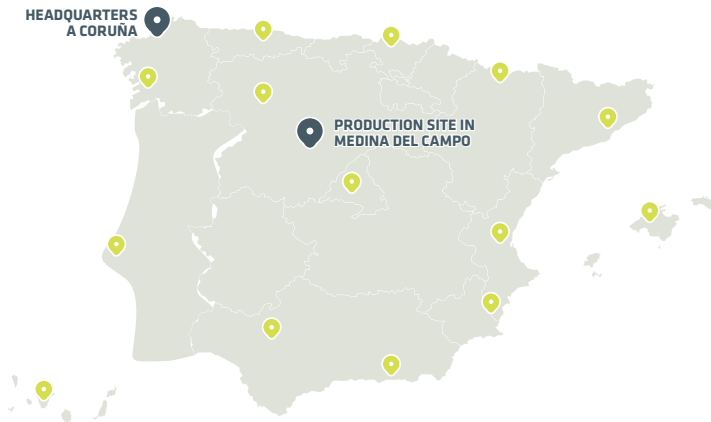 HEADQUARTERS
A CORUÑA
PRODUCTION SITE IN
MEDINA DEL CAMPO